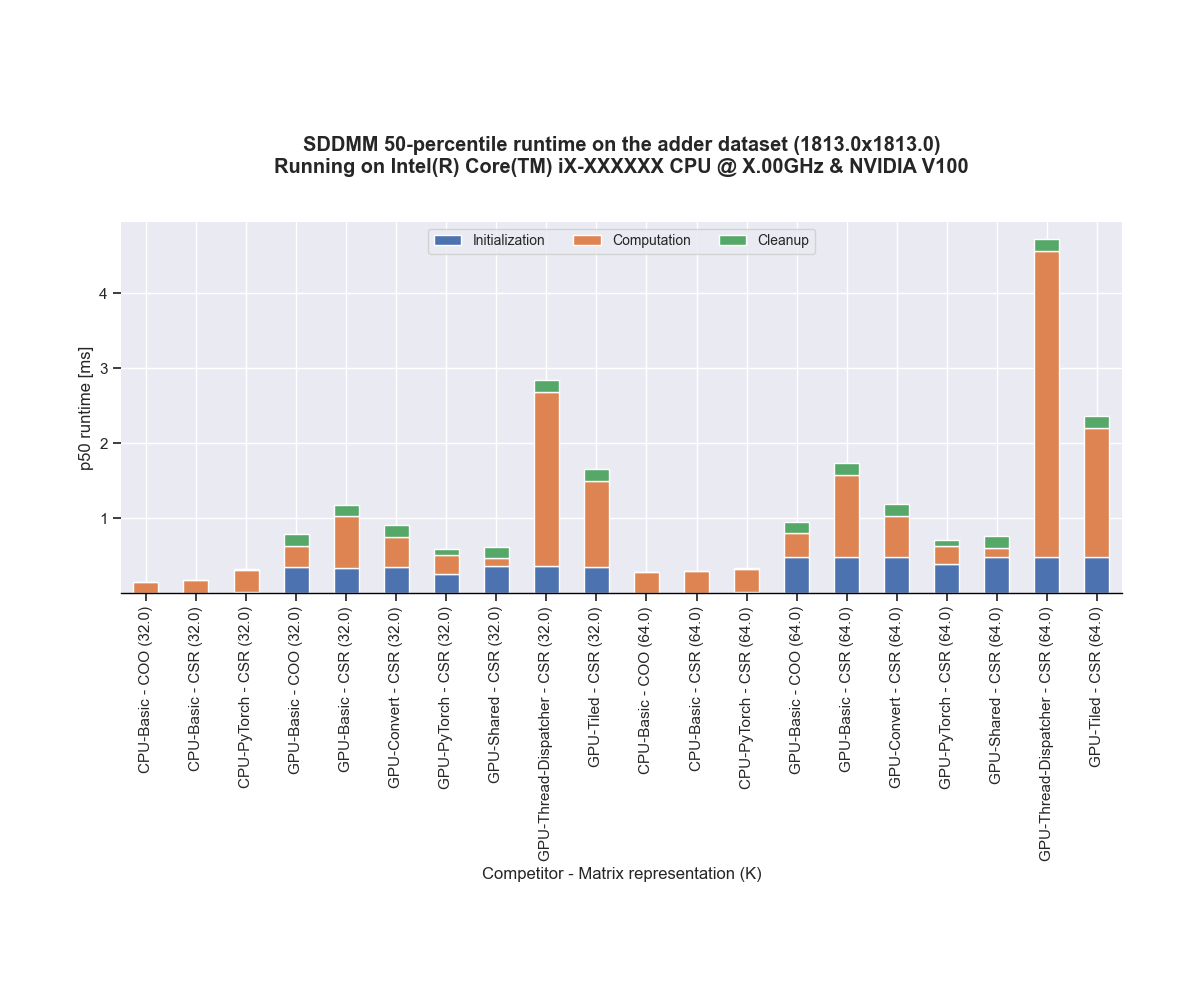 SDDMM 50-percentile runtime on the adder dataset (1813.0x1813.0)
Running on Intel(R) Core(TM) iX-XXXXXX CPU @ X.00GHz & NVIDIA V100
Initialization
Computation
Cleanup
p50 runtime [ms]
4
3
2
1
CPU-Basic - COO (32.0)
CPU-Basic - CSR (32.0)
CPU-PyTorch - CSR (32.0)
GPU-Basic - COO (32.0)
GPU-Basic - CSR (32.0)
GPU-Convert - CSR (32.0)
GPU-PyTorch - CSR (32.0)
GPU-Shared - CSR (32.0)
GPU-Thread-Dispatcher - CSR (32.0)
GPU-Tiled - CSR (32.0)
CPU-Basic - COO (64.0)
CPU-Basic - CSR (64.0)
CPU-PyTorch - CSR (64.0)
GPU-Basic - COO (64.0)
GPU-Basic - CSR (64.0)
GPU-Convert - CSR (64.0)
GPU-PyTorch - CSR (64.0)
GPU-Shared - CSR (64.0)
GPU-Thread-Dispatcher - CSR (64.0)
GPU-Tiled - CSR (64.0)
Competitor - Matrix representation (K)